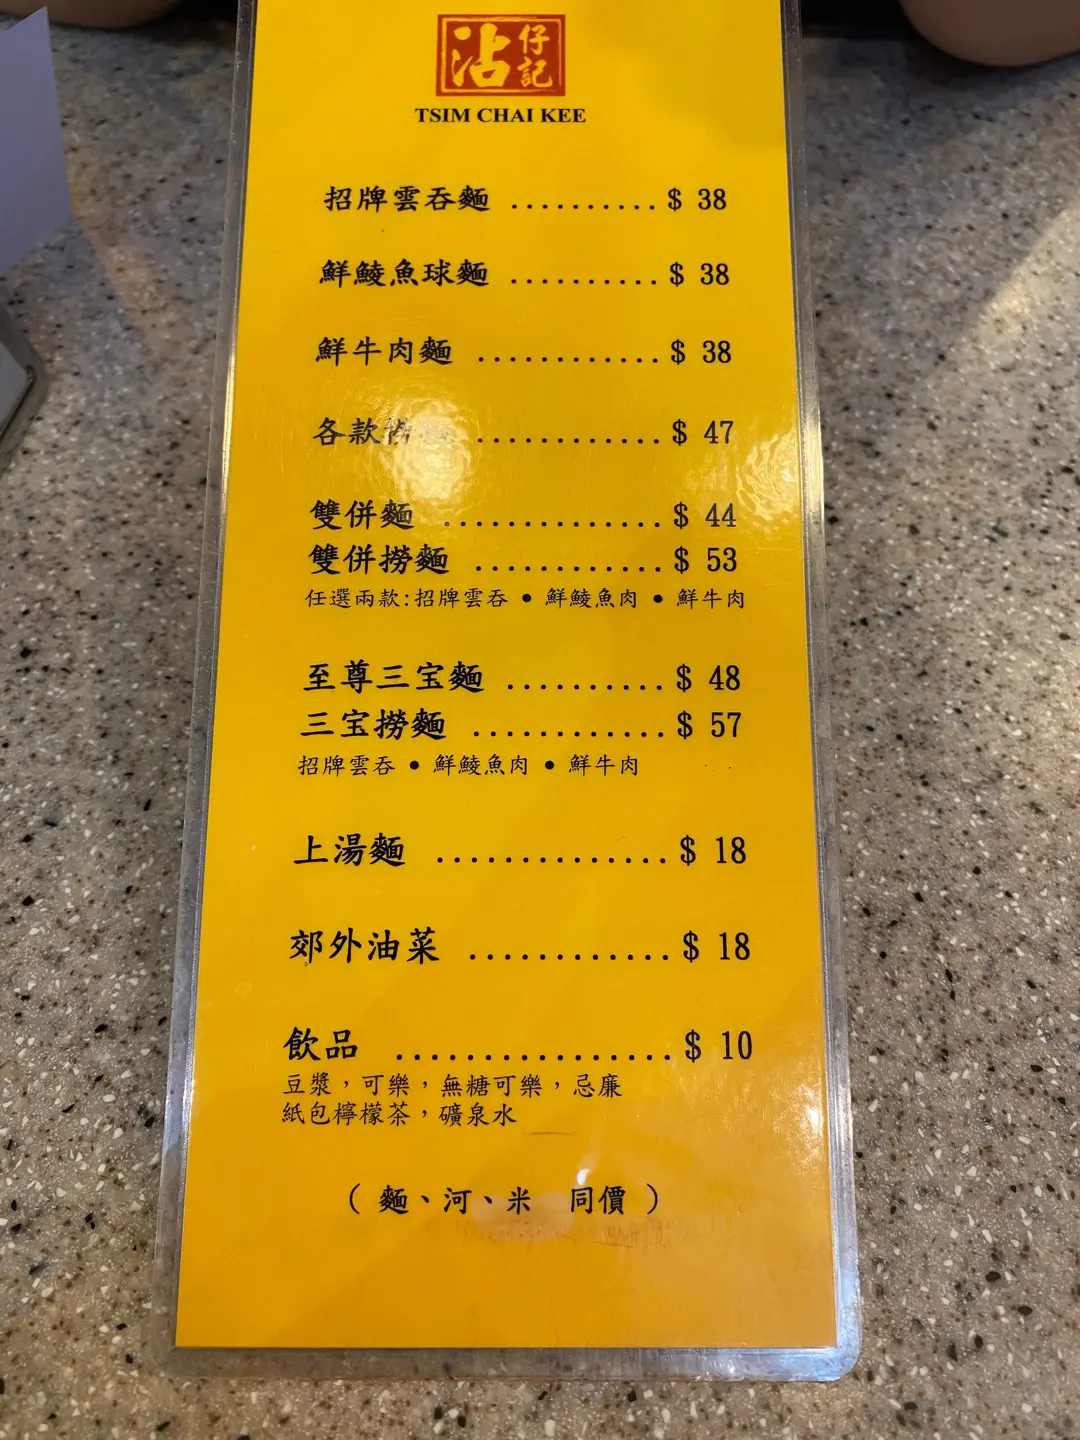 沾仔記
TSIM CHAI KEE
招牌雲吞麵 .......... $ 38
鮮鯪魚球麵 .......... $ 38
鮮牛肉麵 ............ $ 38
各款撈麵 ............ $ 47
雙併麵 .............. $ 44
雙併撈麵 ............ $ 53
任選兩款:招牌雲吞 • 鮮鯪魚肉 • 鮮牛肉
至尊三宝麵 .......... $ 48
三宝撈麵 ............ $ 57
招牌雲吞 • 鮮鯪魚肉 • 鮮牛肉
上湯麵 .............. $ 18
郊外油菜 ............ $ 18
飲品 ................. $ 10
豆漿，可樂，無糖可樂，忌廉
紙包檸檬茶，礦泉水
( 麵、河、米　同價 )